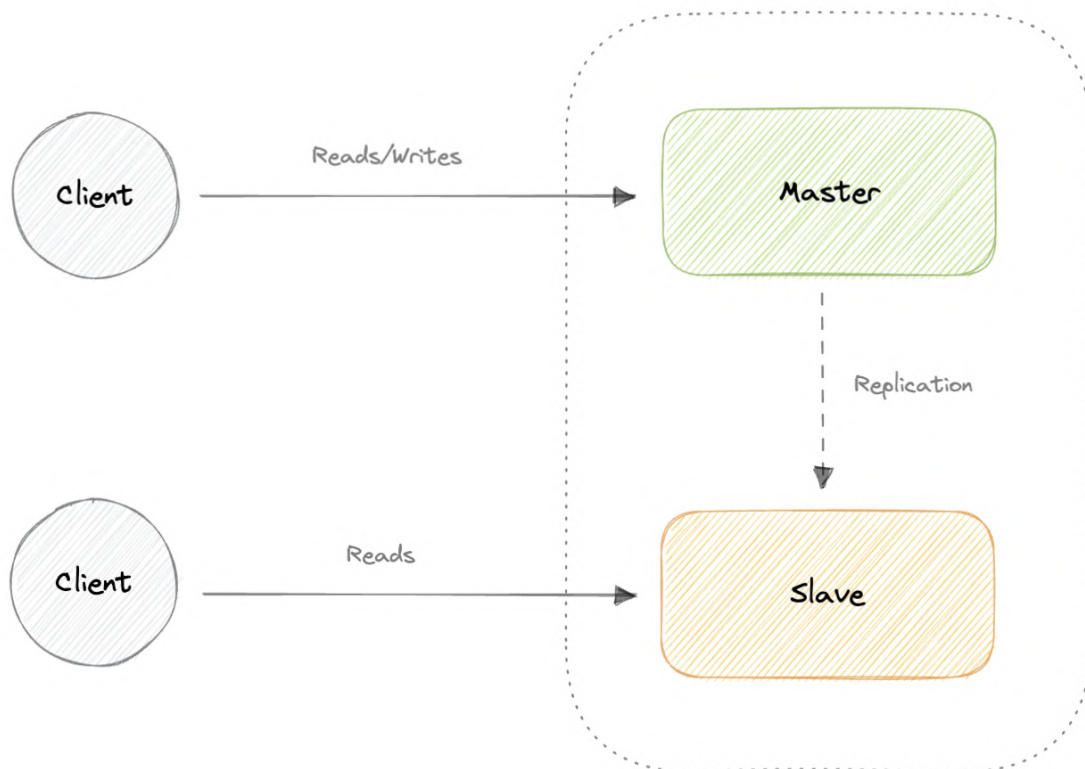 Client
Reads/Writes
Master
Replication
Client
Reads
Slave